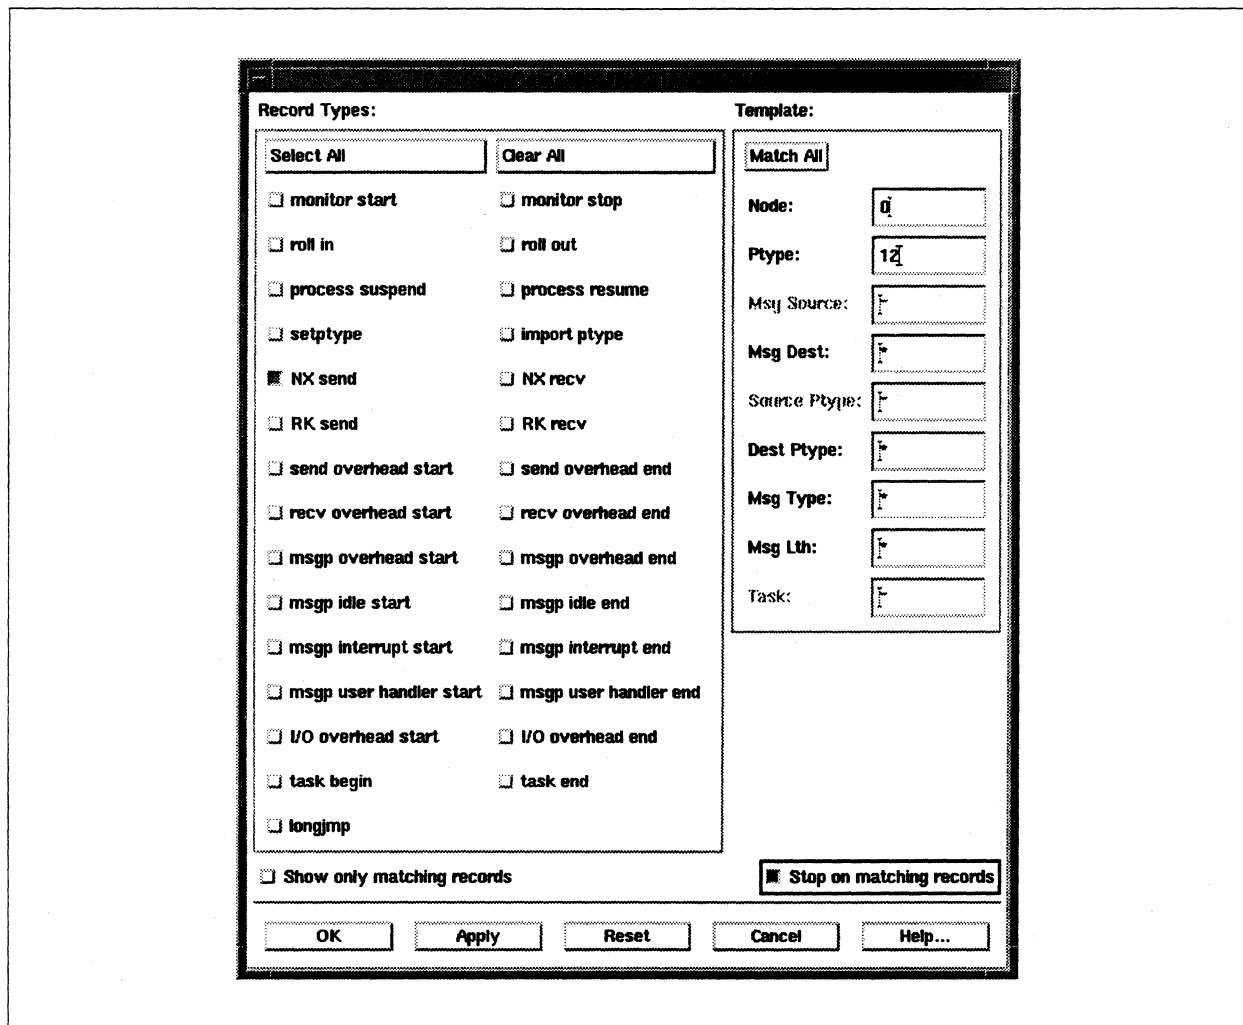 Record Types:
Template:
Select All
Clear All
Match All
monitor start
monitor stop
Node:
0
roll in
roll out
Ptype:
12
process suspend
process resume
Msg Source:
-
setptype
import ptype
Msg Dest:
*
NX send
NX recv
Source Ptype:
-
RK send
RK recv
Dest Ptype:
*
send overhead start
send overhead end
Msg Type:
*
recv overhead start
recv overhead end
Msg Lth:
*
msgp overhead start
msgp overhead end
Task:
-
msgp idle start
msgp idle end
msgp interrupt start
msgp interrupt end
msgp user handler start
msgp user handler end
I/O overhead start
I/O overhead end
task begin
task end
longjmp
Show only matching records
Stop on matching records
OK
Apply
Reset
Cancel
Help...